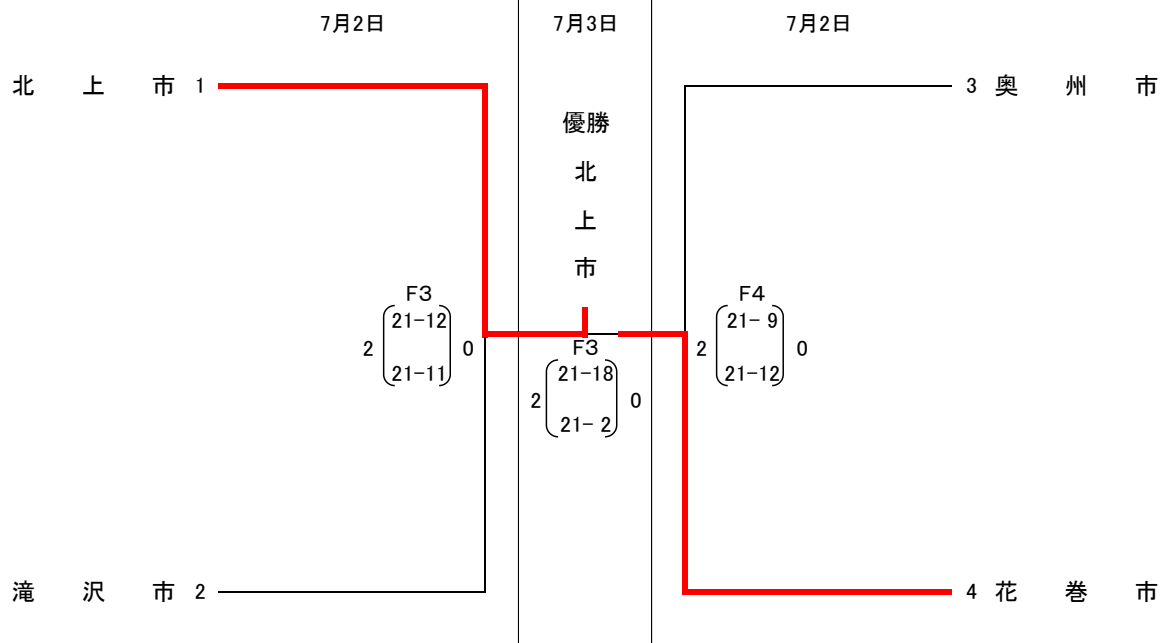 7月2日 7月3日 7月2日
北 上 市 1
3 奥 州 市
優勝
北
上
市
F3
21-12
2 0
21-11
F4
21- 9
2 0
21-12
F3
21-18
2 0
21- 2
滝 沢 市 2
4 花 巻 市